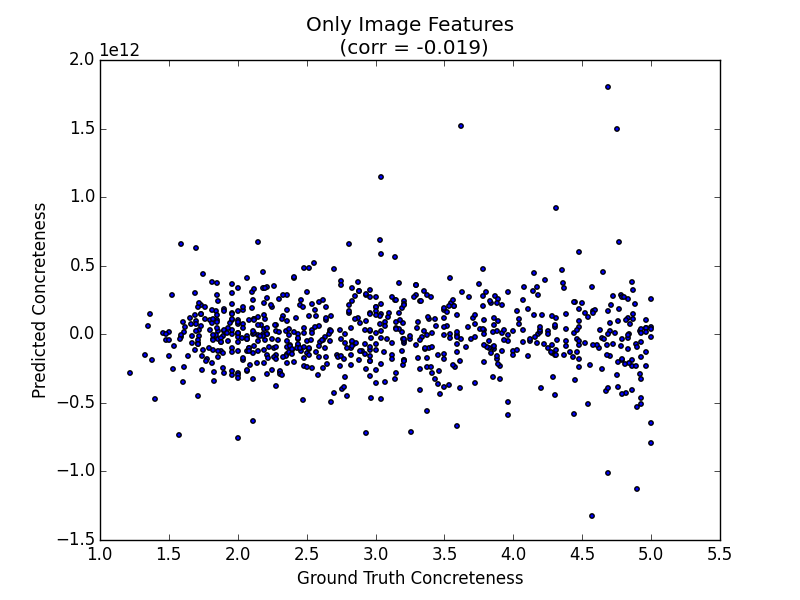 Only Image Features
(corr = -0.019)
1e12
2.0
1.5
1.0
0.5
0.0
−0.5
−1.0
−1.5
Predicted Concreteness
1.0 1.5 2.0 2.5 3.0 3.5 4.0 4.5 5.0 5.5
Ground Truth Concreteness